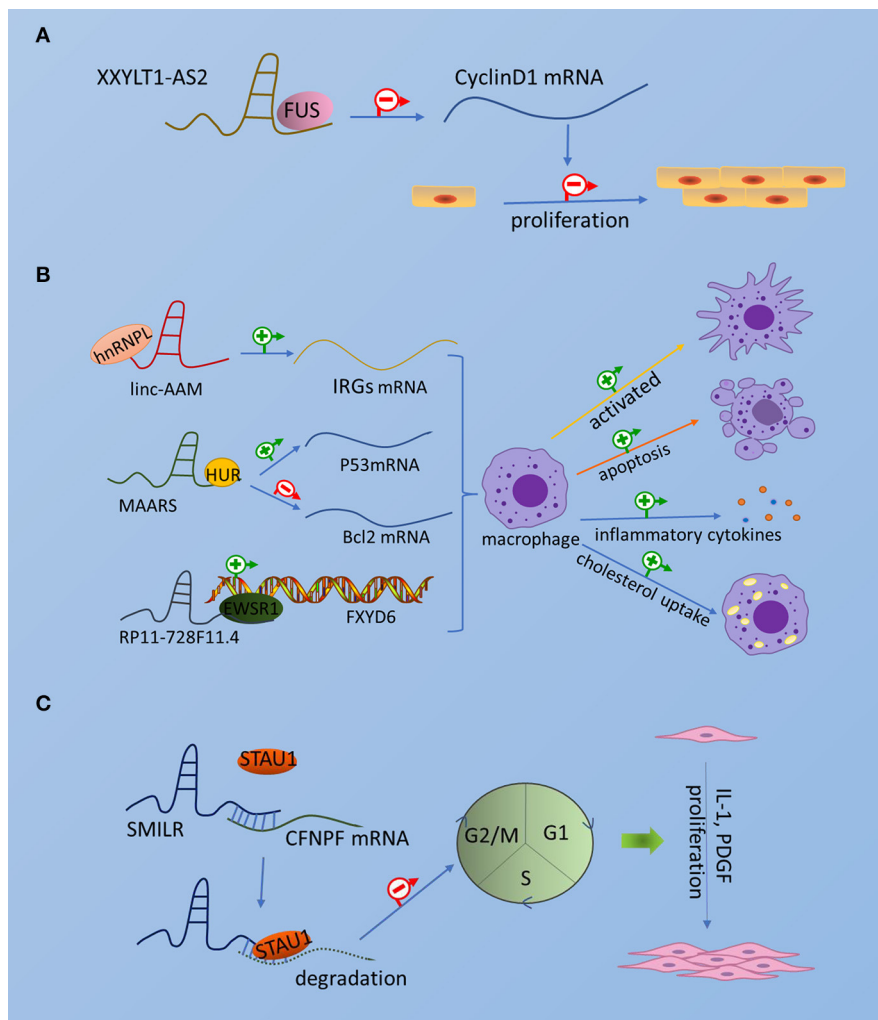 A
XXYLT1-AS2
FUS
CyclinD1 mRNA
proliferation
B
hnRNPL
linc-AAM
IRGs mRNA
MAARS
HUR
P53mRNA
Bcl2 mRNA
RP11-728F11.4
EWSR1
FXYD6
macrophage
activated
apoptosis
inflammatory cytokines
cholesterol uptake
C
SMILR
STAU1
CFNPF mRNA
STAU1
degradation
G2/M
G1
S
IL-1, PDGF
proliferation